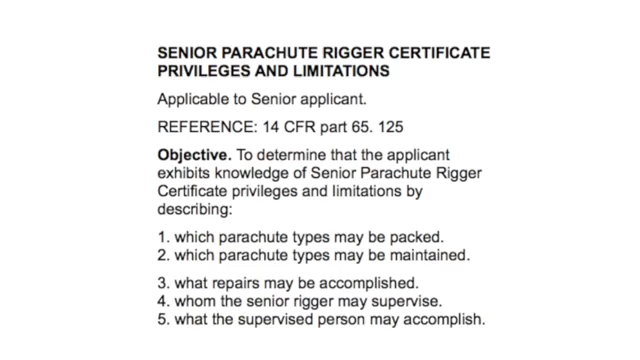 SENIOR PARACHUTE RIGGER CERTIFICATE
PRIVILEGES AND LIMITATIONS
Applicable to Senior applicant.
REFERENCE: 14 CFR part 65. 125
Objective. To determine that the applicant
exhibits knowledge of Senior Parachute Rigger
Certificate privileges and limitations by
describing:
1. which parachute types may be packed.
2. which parachute types may be maintained.
3. what repairs may be accomplished.
4. whom the senior rigger may supervise.
5. what the supervised person may accomplish.